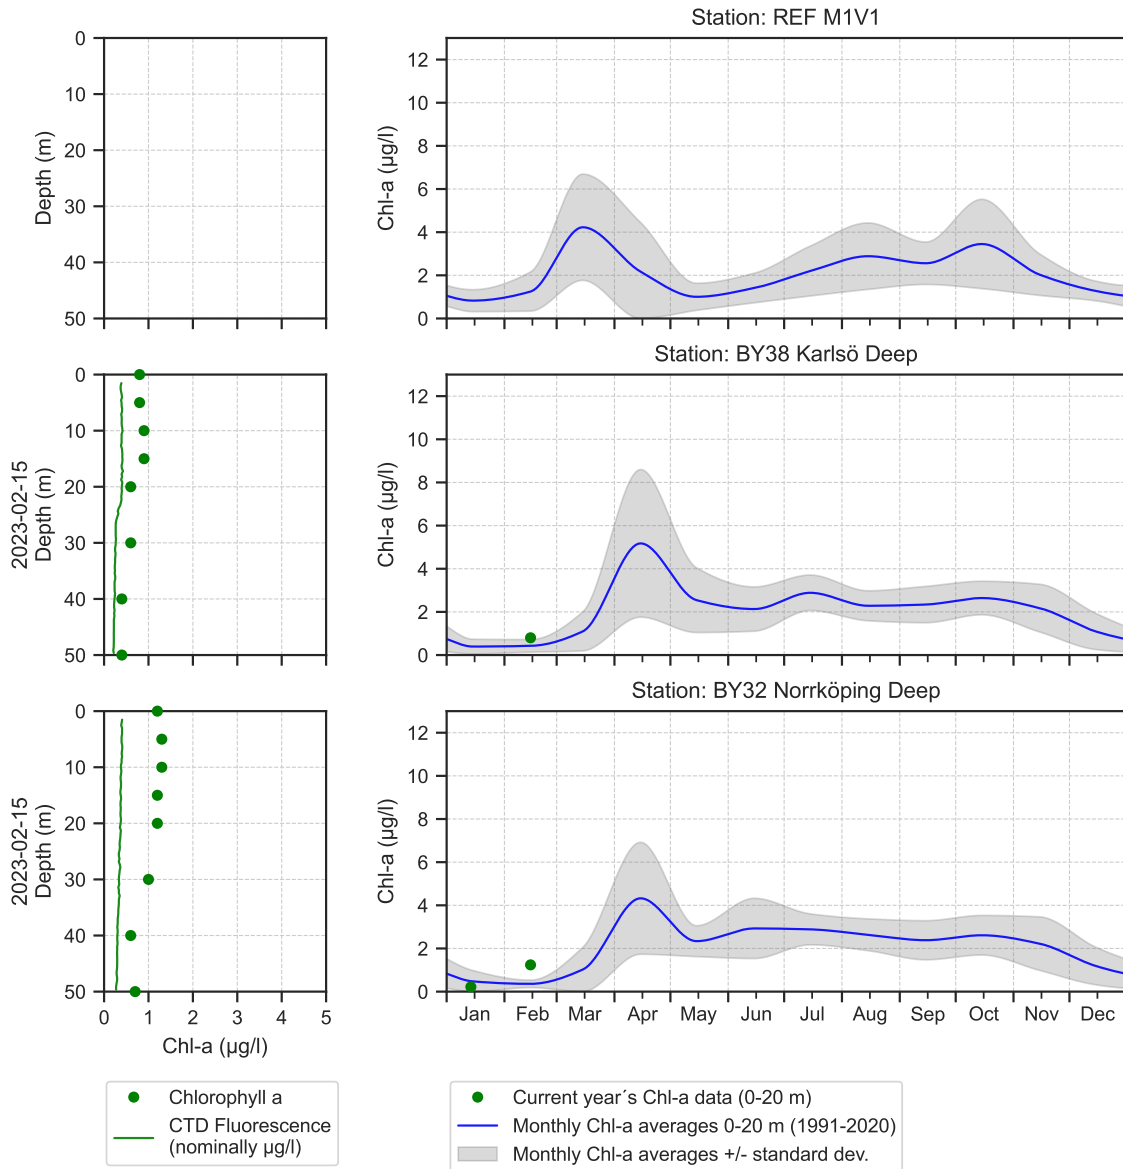 Station: REF M1V1
0
10
20
30
40
50
Depth (m)
12
10
8
6
4
2
0
Chl-a (µg/l)
Station: BY38 Karlsö Deep
0
10
20
30
40
50
2023-02-15
Depth (m)
12
10
8
6
4
2
0
Chl-a (µg/l)
Station: BY32 Norrköping Deep
0
10
20
30
40
50
2023-02-15
Depth (m)
0 1 2 3 4 5
Chl-a (µg/l)
12
10
8
6
4
2
0
Chl-a (µg/l)
Jan Feb Mar Apr May Jun Jul Aug Sep Oct Nov Dec
Chlorophyll a
CTD Fluorescence
(nominally µg/l)
Current year´s Chl-a data (0-20 m)
Monthly Chl-a averages 0-20 m (1991-2020)
Monthly Chl-a averages +/- standard dev.